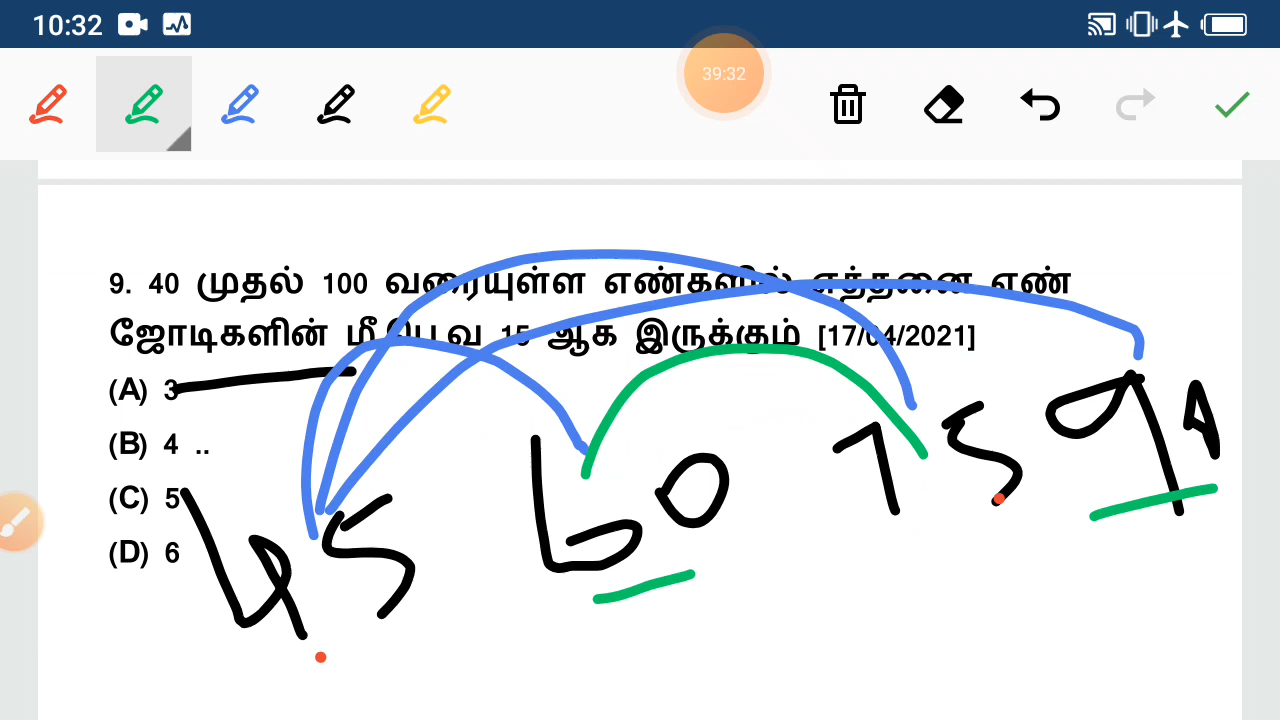 10:32
39:32
9. 40 முதல் 100 வரையுள்ள எண்களில் எத்தனை எண்
ஜோடிகளின் மீ.பெ.வ 15 ஆக இருக்கும் [17/04/2021]
(A) 3
(B) 4 ..
(C) 5
(D) 6
45 60 75 90